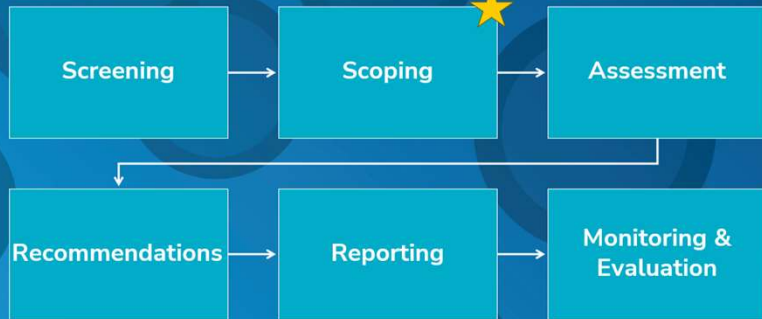 Screening
Scoping
Assessment
Recommendations
Reporting
Monitoring &
Evaluation